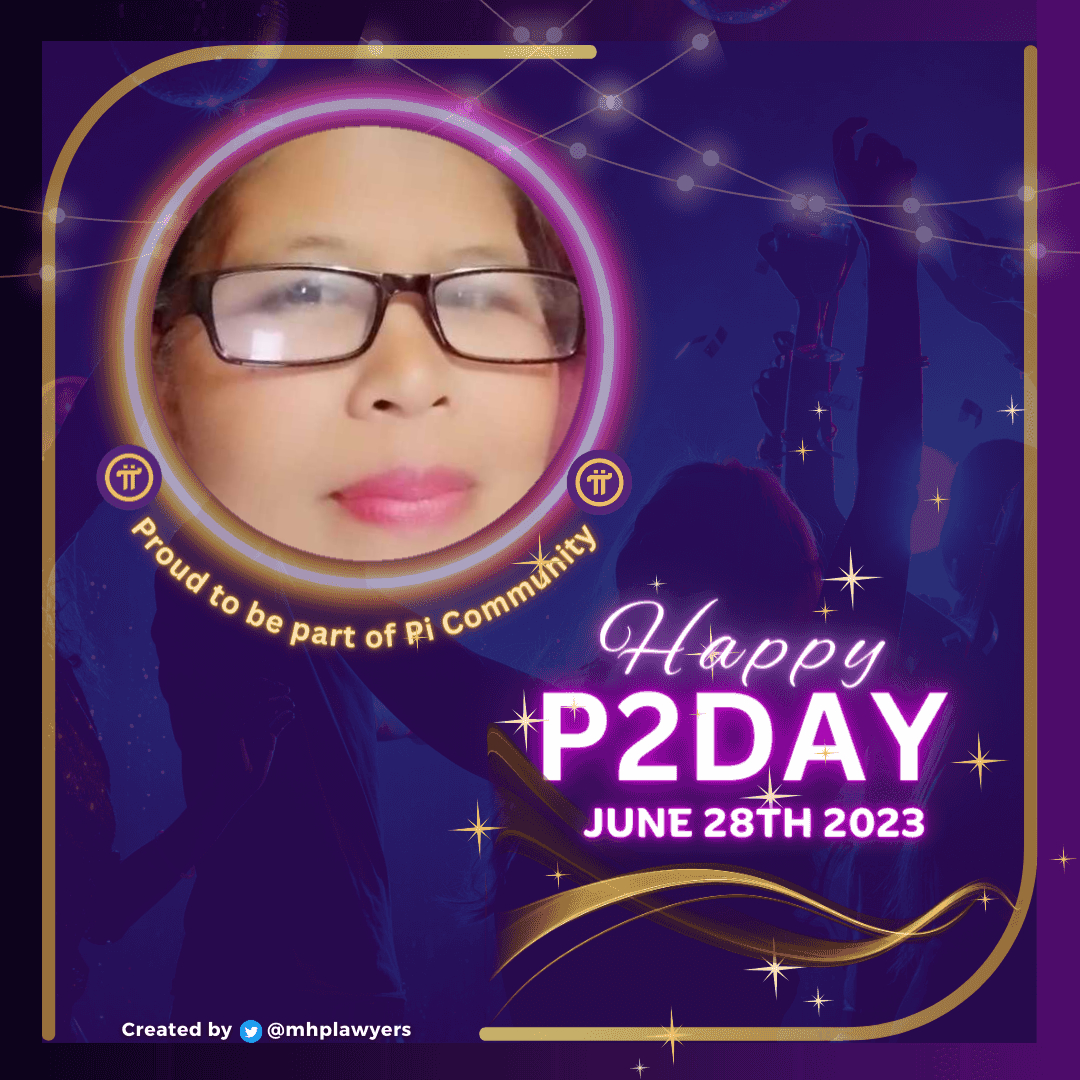 Proud to be part of Pi Community
Happy
P2DAY
JUNE 28TH 2023
Created by @mhplawyers